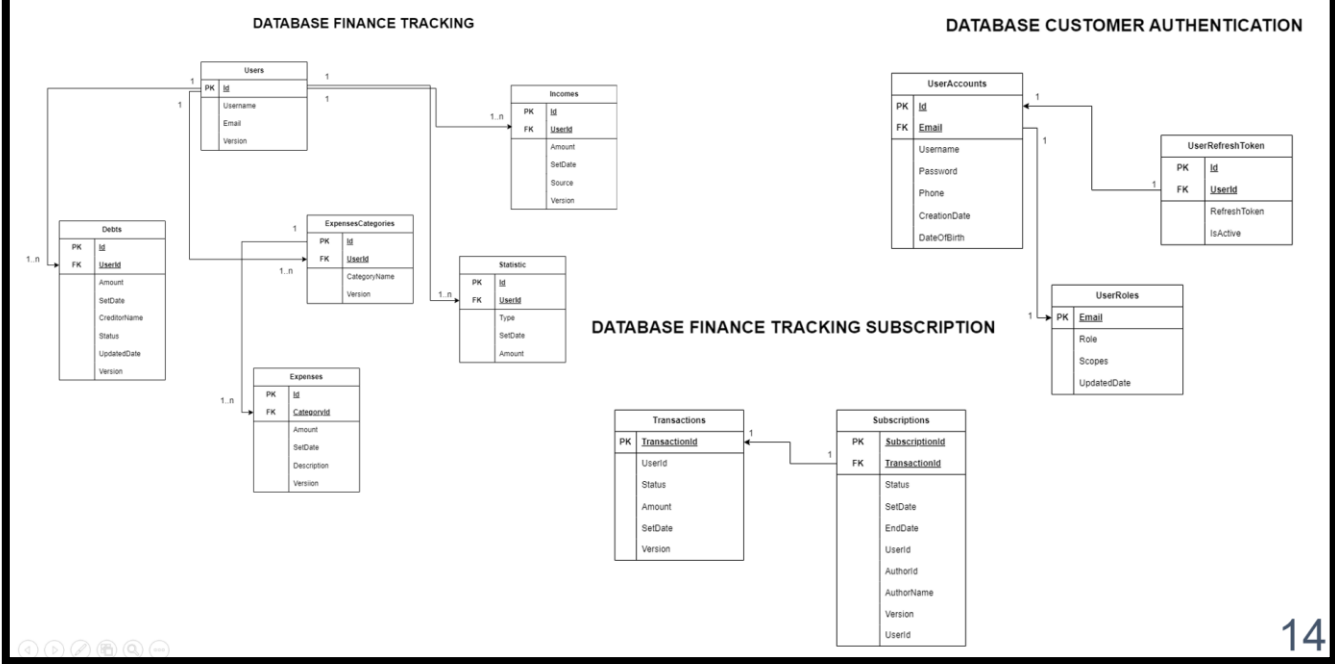 DATABASE FINANCE TRACKING
Users
PK Id
Username
Email
Version
1
1
1
1
Incomes
PK Id
FK UserId
Amount
SetDate
Source
Version
1..n
Debts
PK Id
FK UserId
Amount
SetDate
CreditorName
Status
UpdatedDate
Version
1..n
ExpensesCategories
PK Id
FK UserId
CategoryName
Version
1
1..n
Statistic
PK Id
FK UserId
Type
SetDate
Amount
1..n
Expenses
PK Id
FK CategoryId
Amount
SetDate
Description
Version
1..n
DATABASE CUSTOMER AUTHENTICATION
UserAccounts
PK Id
FK Email
Username
Password
Phone
CreationDate
DateOfBirth
1
1
UserRefreshToken
PK Id
FK UserId
RefreshToken
IsActive
1
UserRoles
PK Email
Role
Scopes
UpdatedDate
1
DATABASE FINANCE TRACKING SUBSCRIPTION
Transactions
PK TransactionId
UserId
Status
Amount
SetDate
Version
1
1
Subscriptions
PK SubscriptionId
FK TransactionId
Status
SetDate
EndDate
UserId
AuthorId
AuthorName
Version
UserId
14